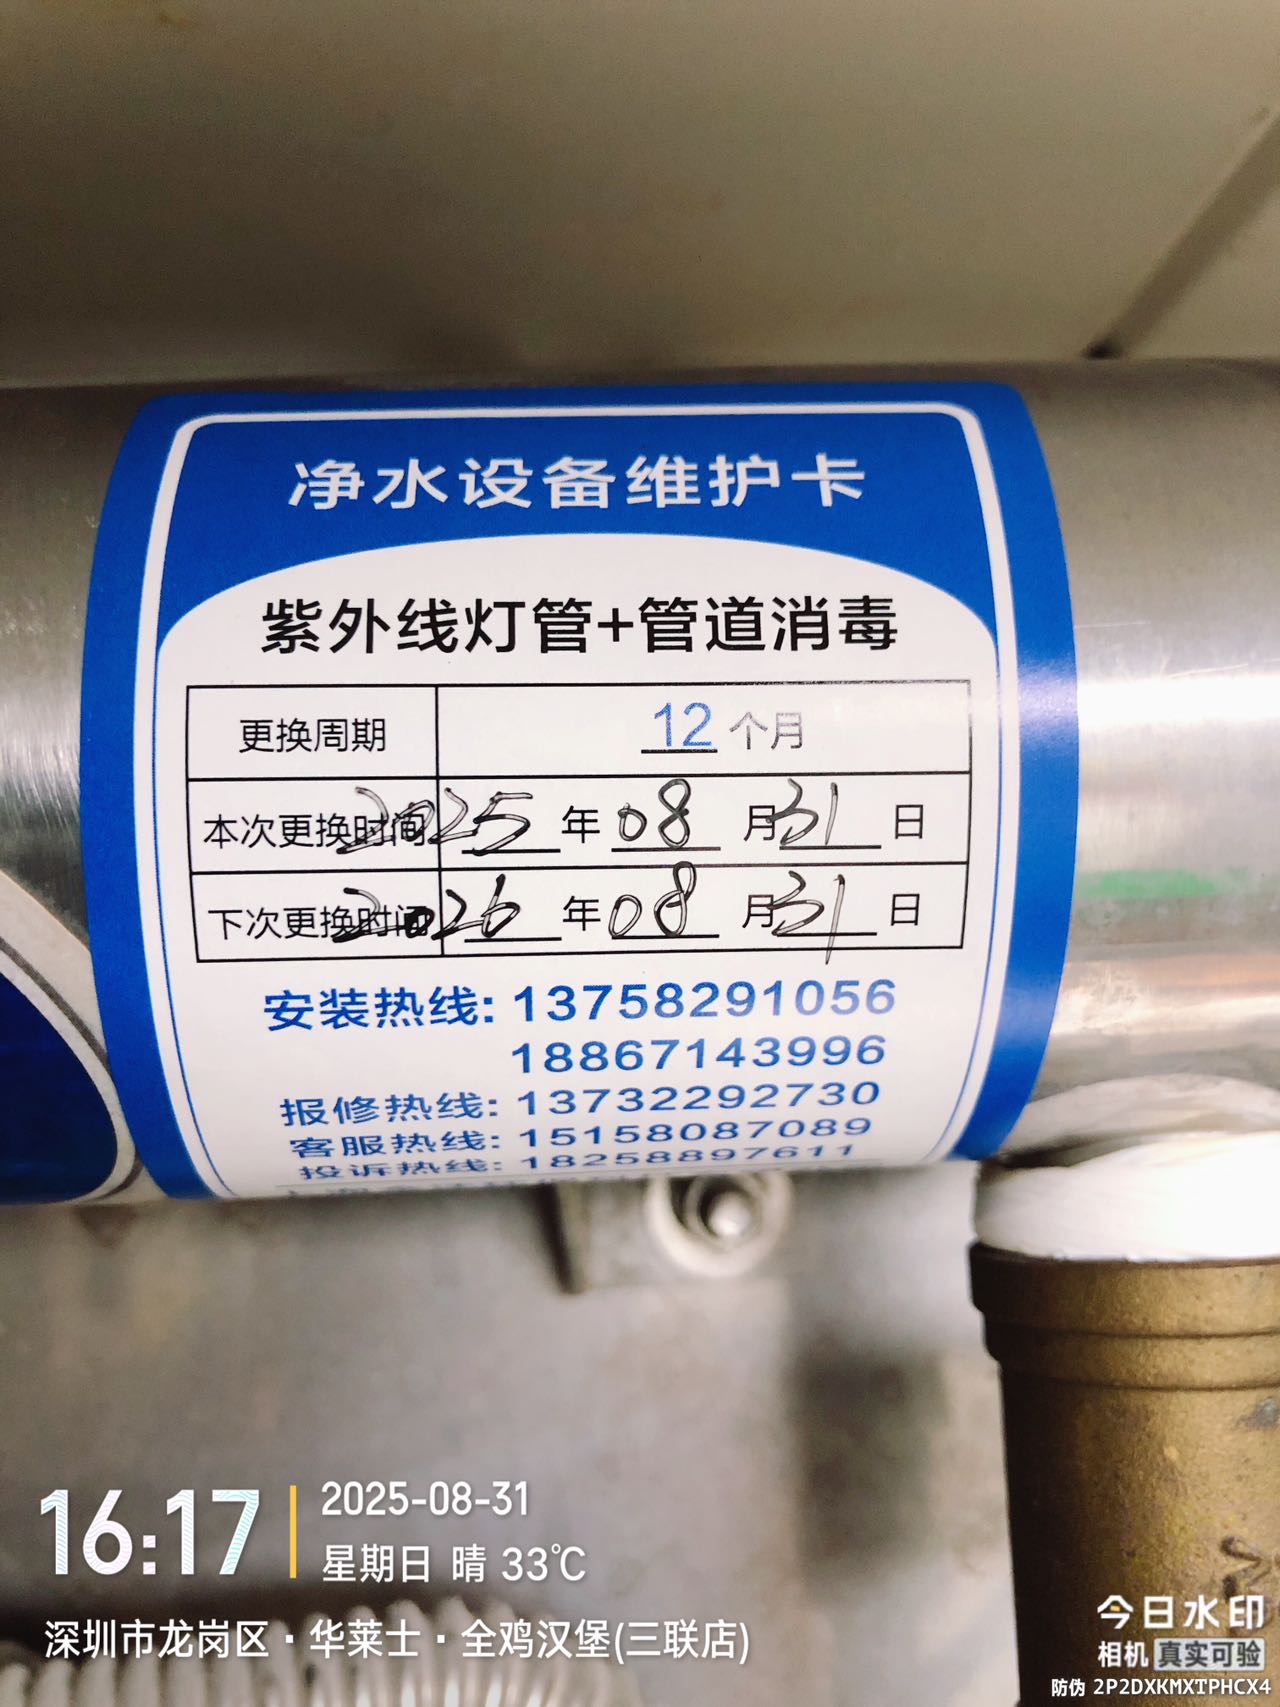 净水设备维护卡
紫外线灯管+管道消毒
更换周期 12 个月
本次更换时间 2025 年 08 月 31 日
下次更换时间 2026 年 08 月 31 日
安装热线: 13758291056
18867143996
报修热线: 13732292730
客服热线: 15158087089
投诉热线: 18258897611
16:17
2025-08-31
星期日 晴 33℃
深圳市龙岗区·华莱士·全鸡汉堡(三联店)
今日水印
相机 真实可验
防伪 2P2DXKMXTPHCX4